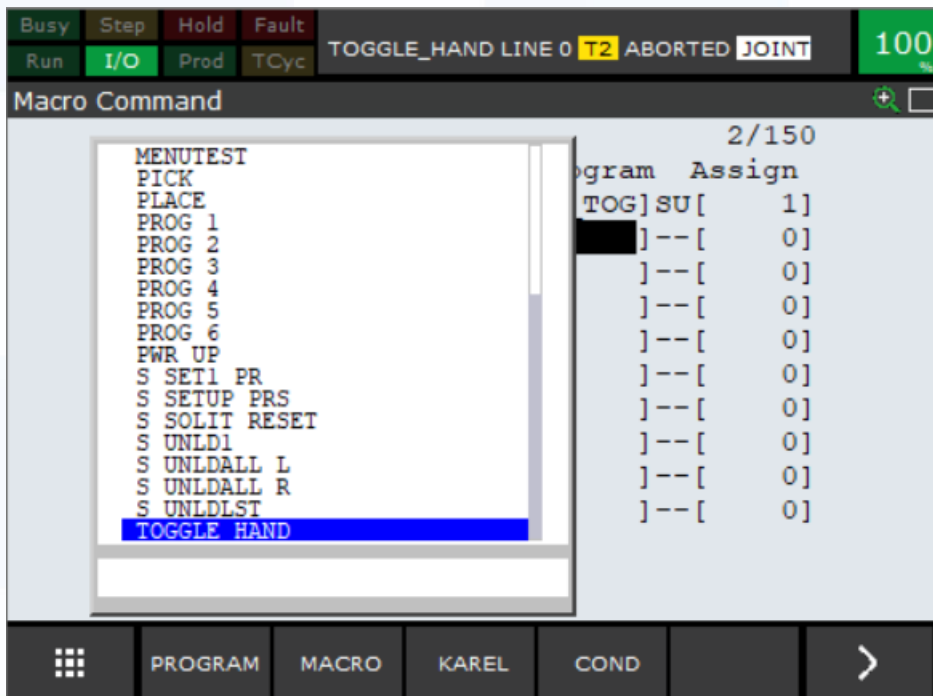 Busy Step Hold Fault
TOGGLE_HAND LINE 0 T2 ABORTED JOINT
100
%
Run I/O Prod TCyc
Macro Command
2/150
ogram Assign
TOG]SU[ 1]
]--[ 0]
]--[ 0]
]--[ 0]
]--[ 0]
]--[ 0]
]--[ 0]
]--[ 0]
]--[ 0]
]--[ 0]
MENUTEST
PICK
PLACE
PROG 1
PROG 2
PROG 3
PROG 4
PROG 5
PROG 6
PWR UP
S SET1 PR
S SETUP PRS
S SOLIT RESET
S UNLD1
S UNLDALL L
S UNLDALL R
S UNLDLST
TOGGLE HAND
PROGRAM MACRO KAREL COND